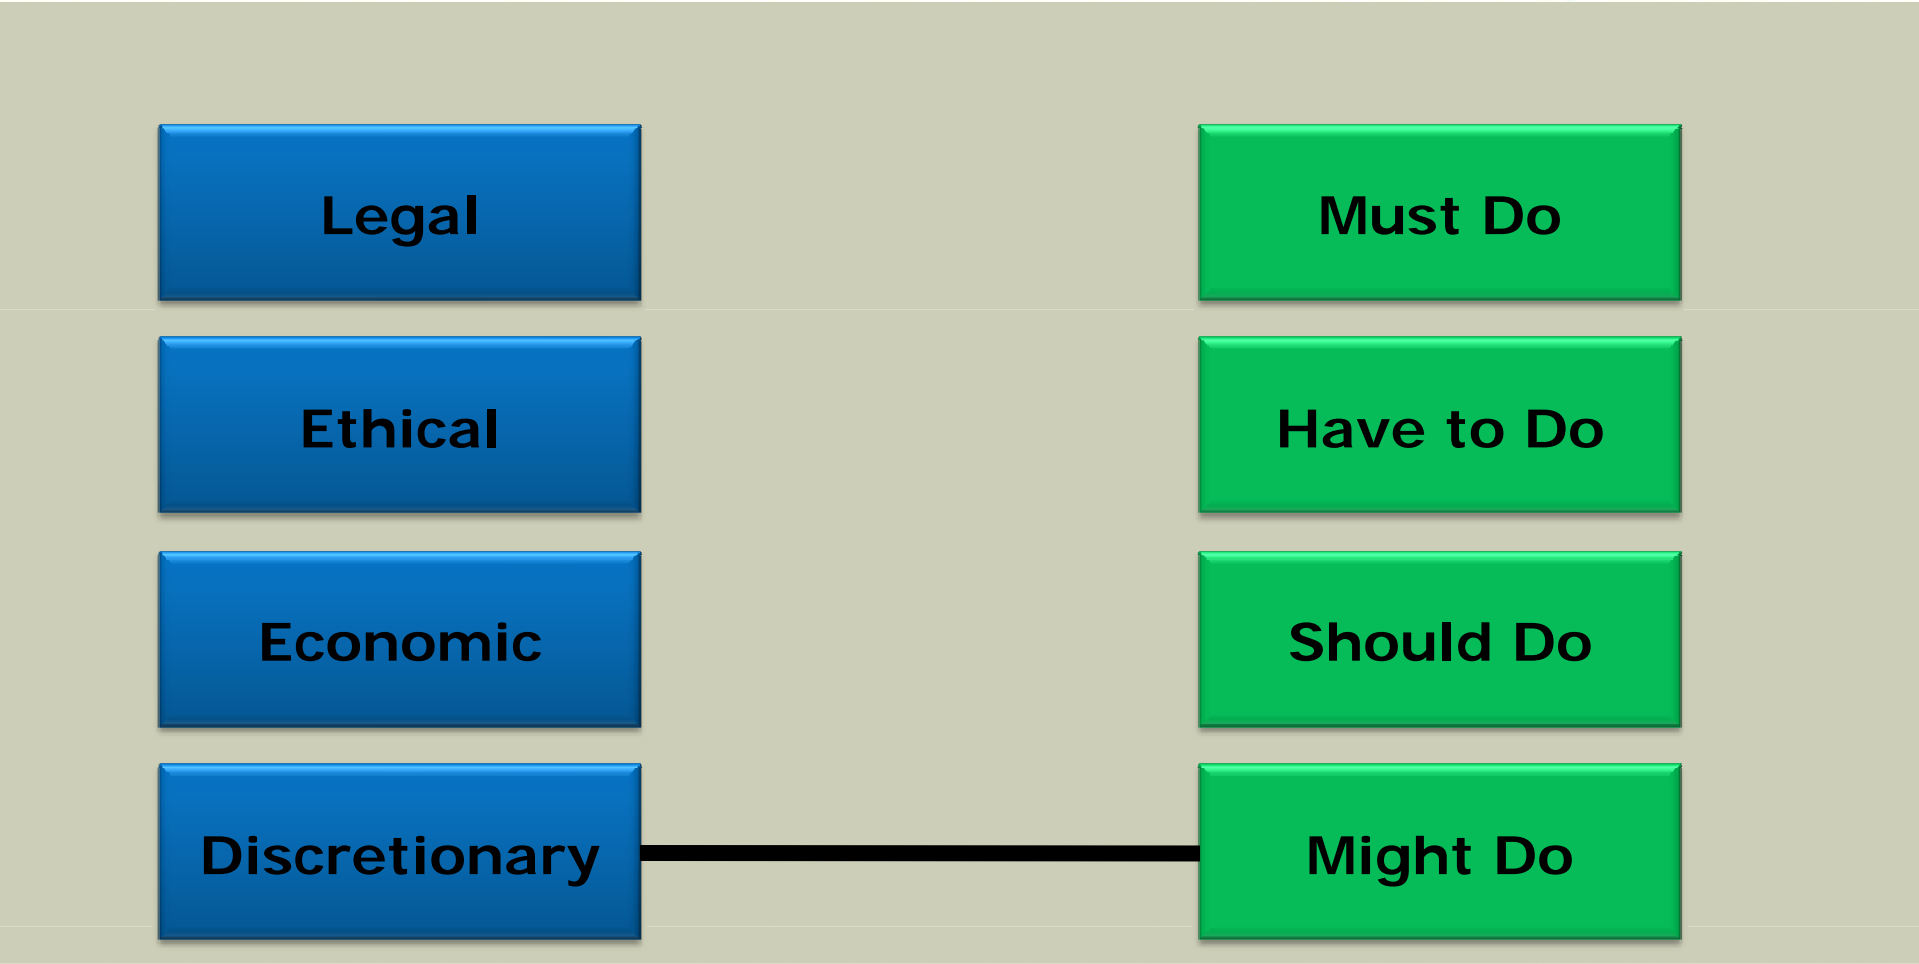 Legal
Must Do
Ethical
Have to Do
Economic
Should Do
Discretionary
Might Do